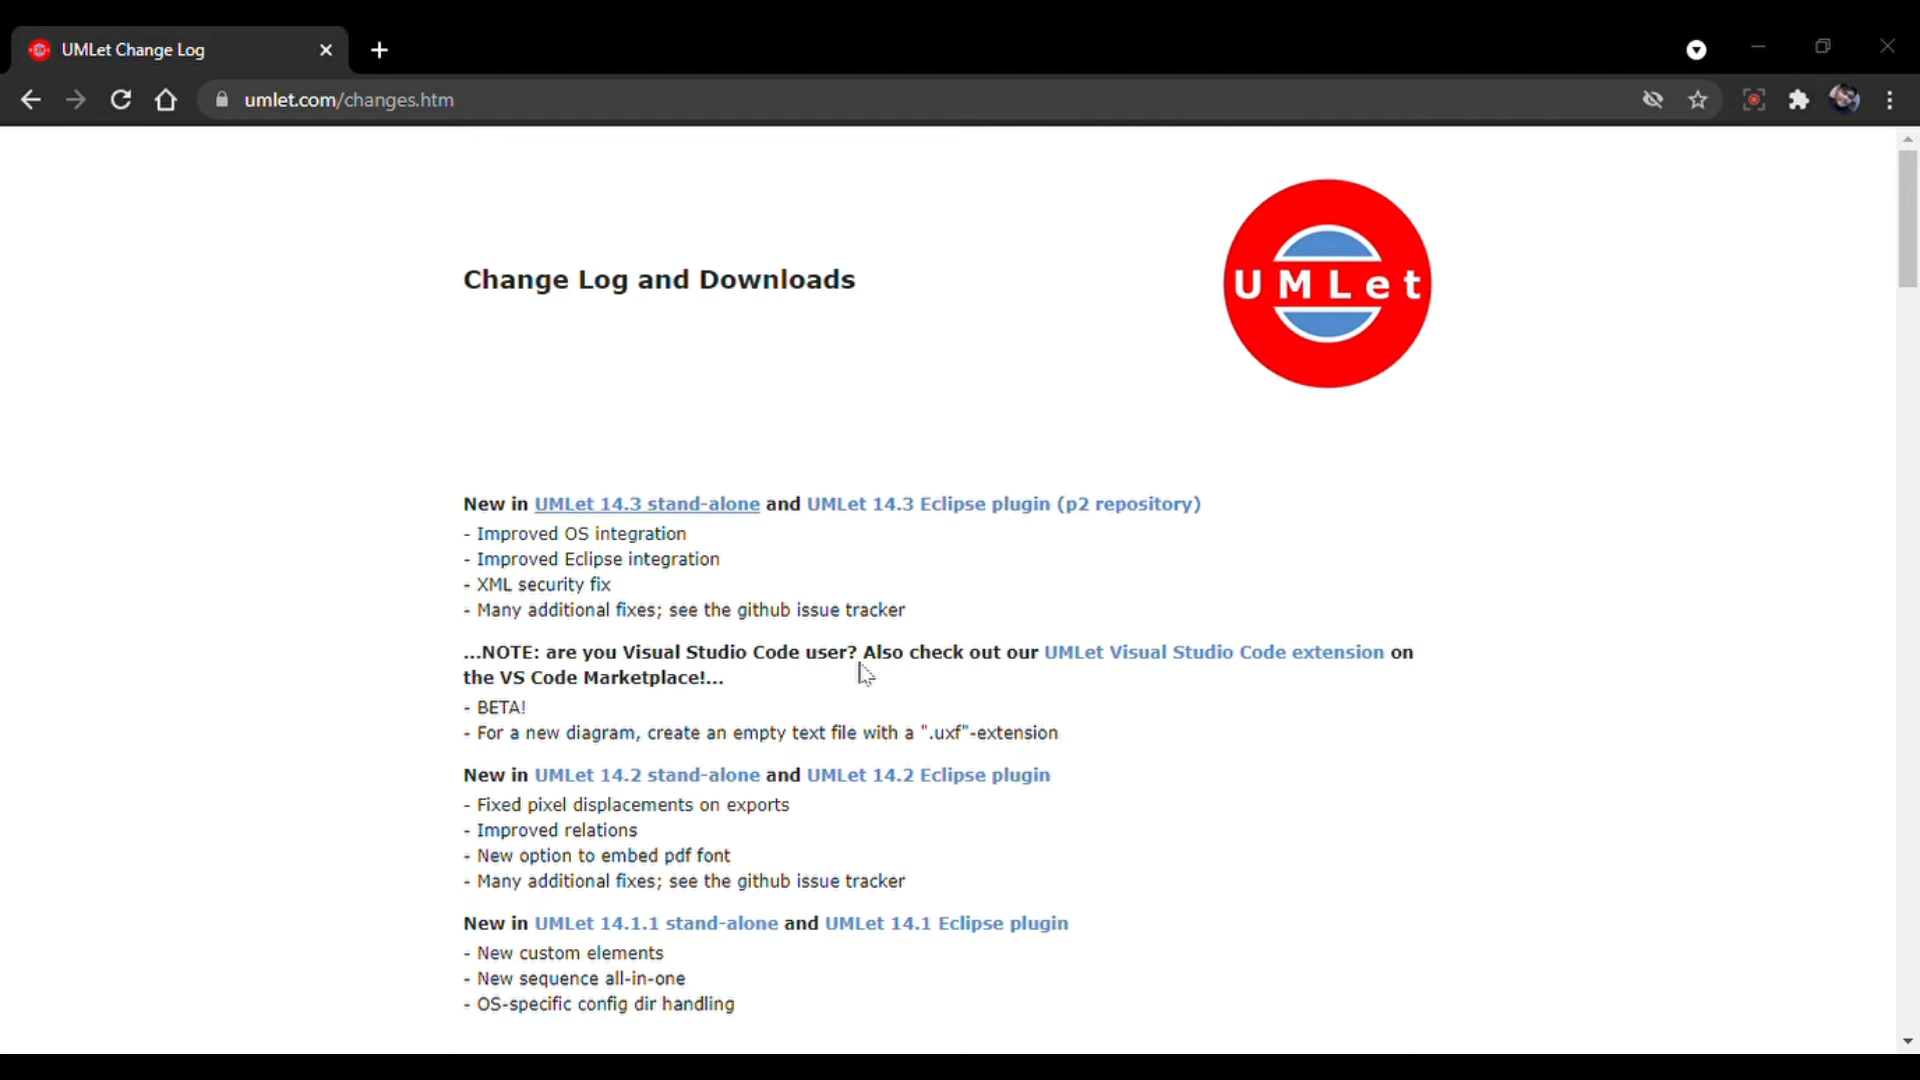 UMLet Change Log
umlet.com/changes.htm
Change Log and Downloads
UMLet
New in UMLet 14.3 stand-alone and UMLet 14.3 Eclipse plugin (p2 repository)
- Improved OS integration
- Improved Eclipse integration
- XML security fix
- Many additional fixes; see the github issue tracker
...NOTE: are you Visual Studio Code user? Also check out our UMLet Visual Studio Code extension on
the VS Code Marketplace!...
- BETA!
- For a new diagram, create an empty text file with a ".uxf"-extension
New in UMLet 14.2 stand-alone and UMLet 14.2 Eclipse plugin
- Fixed pixel displacements on exports
- Improved relations
- New option to embed pdf font
- Many additional fixes; see the github issue tracker
New in UMLet 14.1.1 stand-alone and UMLet 14.1 Eclipse plugin
- New custom elements
- New sequence all-in-one
- OS-specific config dir handling